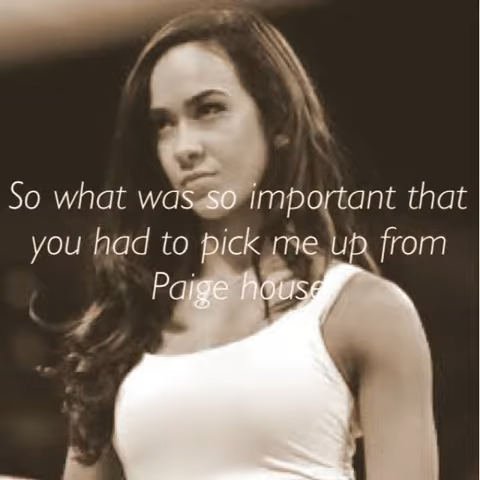 So what was so important that
you had to pick me up from
Paige house